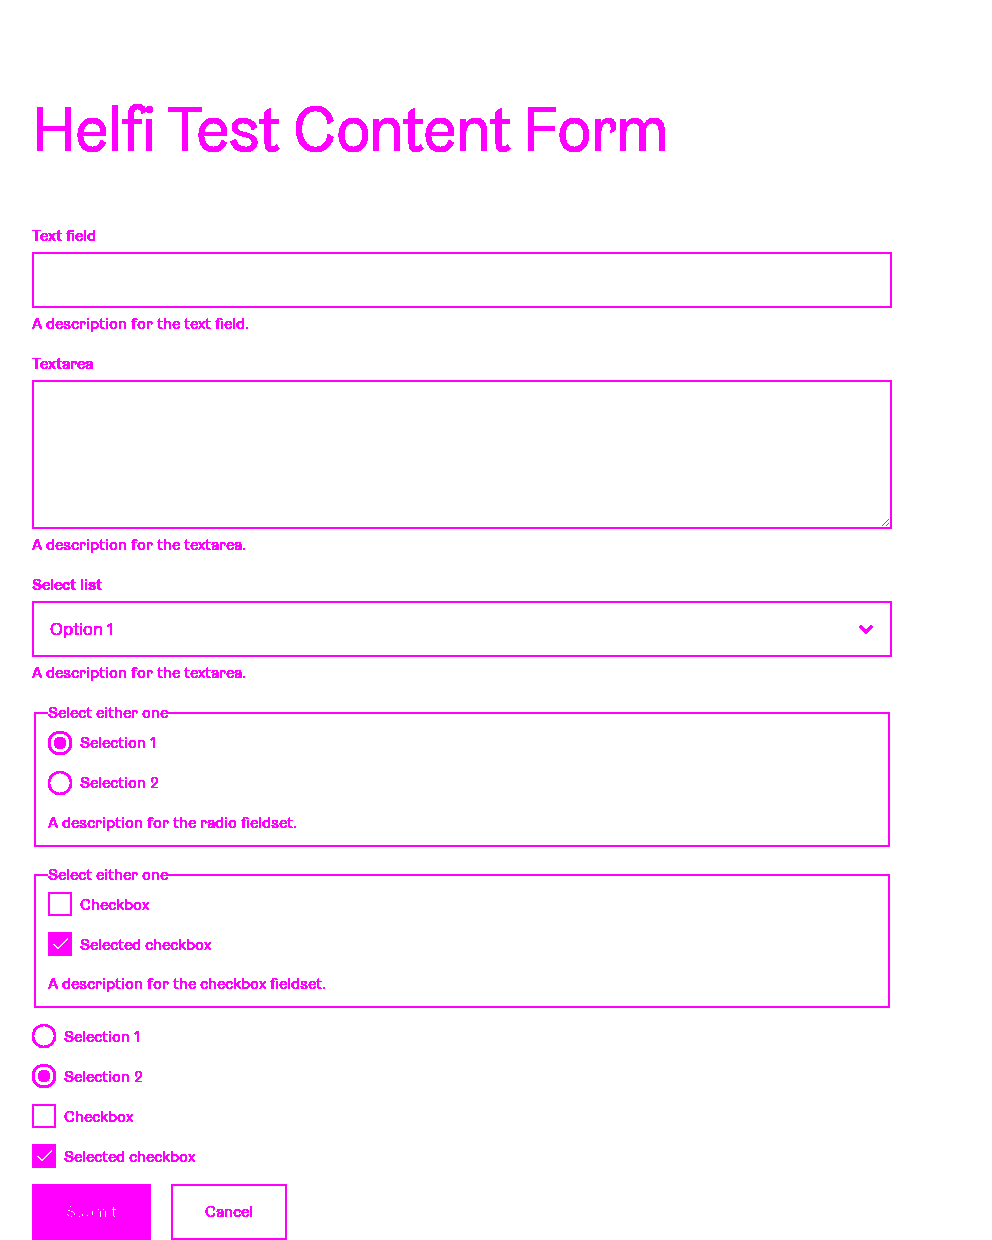 Helfi Test Content Form
Text field
A description for the text field.
Textarea
A description for the textarea.
Select list
Option 1
A description for the textarea.
Select either one
Selection 1
Selection 2
A description for the radio fieldset.
Select either one
Checkbox
Selected checkbox
A description for the checkbox fieldset.
Selection 1
Selection 2
Checkbox
Selected checkbox
Submit Cancel